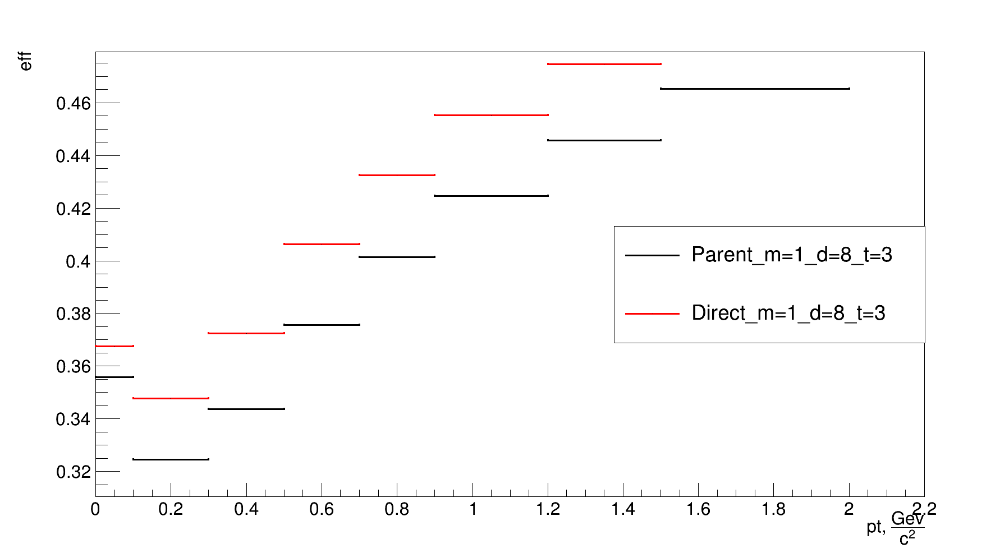 eff
0.46
0.44
0.42
0.4
0.38
0.36
0.34
0.32
Parent_m=1_d=8_t=3
Direct_m=1_d=8_t=3
0 0.2 0.4 0.6 0.8 1 1.2 1.4 1.6 1.8 2 2.2
pt, Gev/c²